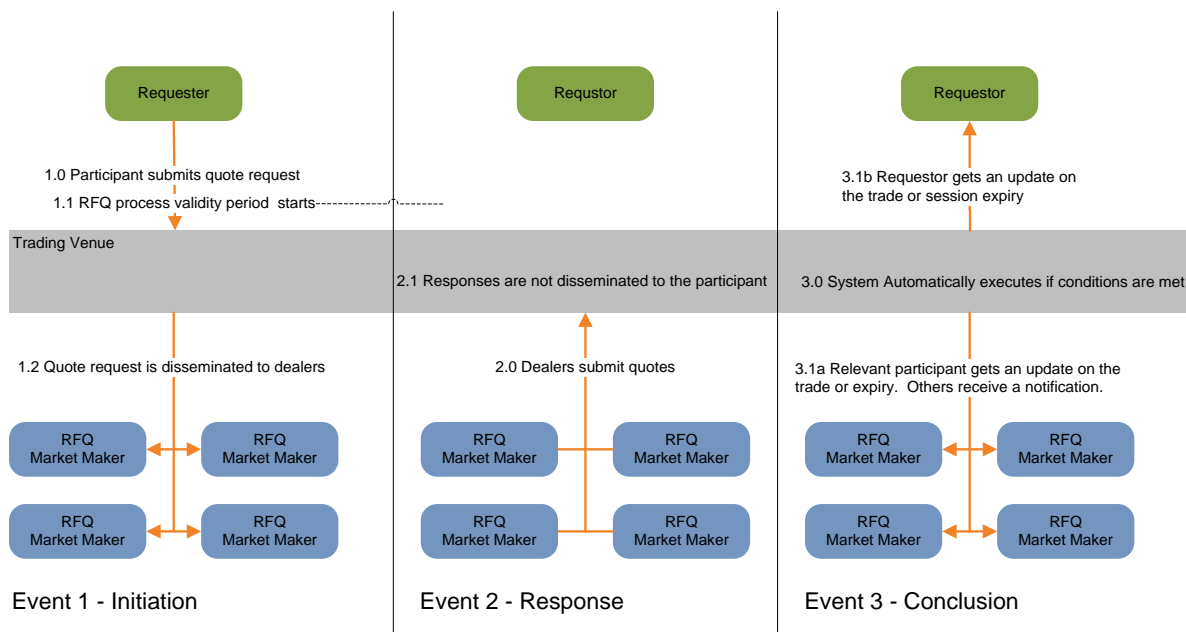 Requester
1.0 Participant submits quote request
1.1 RFQ process validity period starts
Trading Venue
1.2 Quote request is disseminated to dealers
RFQ
Market Maker
RFQ
Market Maker
RFQ
Market Maker
RFQ
Market Maker
Event 1 - Initiation
Requstor
2.1 Responses are not disseminated to the participant
2.0 Dealers submit quotes
RFQ
Market Maker
RFQ
Market Maker
RFQ
Market Maker
RFQ
Market Maker
Event 2 - Response
Requestor
3.1b Requestor gets an update on
the trade or session expiry
3.0 System Automatically executes if conditions are met
3.1a Relevant participant gets an update on the
trade or expiry. Others receive a notification.
RFQ
Market Maker
RFQ
Market Maker
RFQ
Market Maker
RFQ
Market Maker
Event 3 - Conclusion